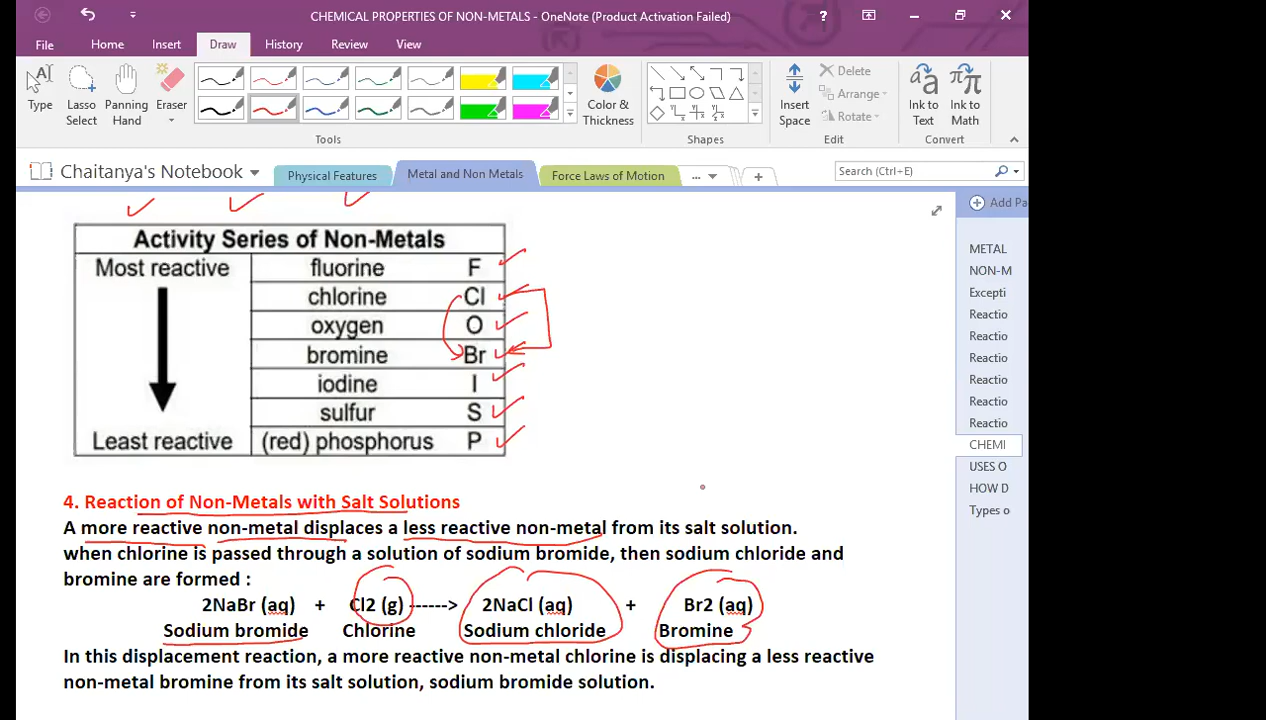 CHEMICAL PROPERTIES OF NON-METALS - OneNote (Product Activation Failed)
?
File Home Insert Draw History Review View
Type
Lasso Select
Panning Hand
Eraser
Color & Thickness
Insert Space
Delete
Arrange
Rotate
Ink to Text
Ink to Math
Tools Shapes Edit Convert
Chaitanya's Notebook Physical Features Metal and Non Metals Force Laws of Motion ... Search (Ctrl+E)
Add Pa
METAL
NON-M
Excepti
Reactio
Reactio
Reactio
Reactio
Reactio
Reactio
CHEMI
USES O
HOW D
Types o
Activity Series of Non-Metals
Most reactive fluorine F
chlorine Cl
oxygen O
bromine Br
iodine I
sulfur S
Least reactive (red) phosphorus P
4. Reaction of Non-Metals with Salt Solutions
A more reactive non-metal displaces a less reactive non-metal from its salt solution.
when chlorine is passed through a solution of sodium bromide, then sodium chloride and
bromine are formed :
2NaBr (aq) + Cl2 (g) ------> 2NaCl (aq) + Br2 (aq)
Sodium bromide Chlorine Sodium chloride Bromine
In this displacement reaction, a more reactive non-metal chlorine is displacing a less reactive
non-metal bromine from its salt solution, sodium bromide solution.